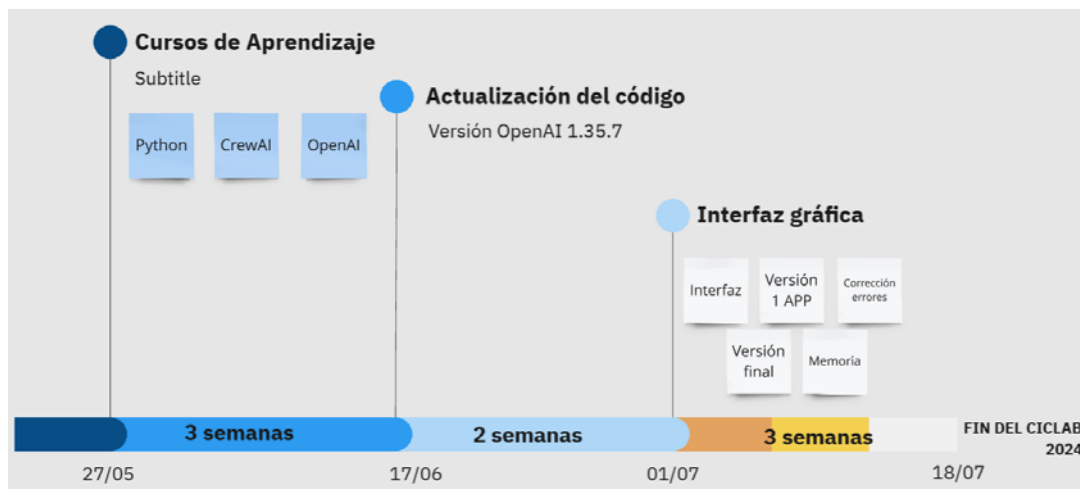 Cursos de Aprendizaje
Subtitle
Python
CrewAI
OpenAI
Actualización del código
Versión OpenAI 1.35.7
Interfaz gráfica
Interfaz
Versión
1 APP
Corrección
errores
Versión
final
Memoria
3 semanas
2 semanas
3 semanas
FIN DEL CICLAB
2024
27/05
17/06
01/07
18/07